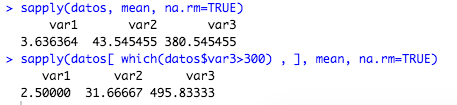 > sapply(datos, mean, na.rm=TRUE)
var1 var2 var3
3.636364 43.545455 380.545455
> sapply(datos[ which(datos$var3>300) , ], mean, na.rm=TRUE)
var1 var2 var3
2.50000 31.66667 495.83333